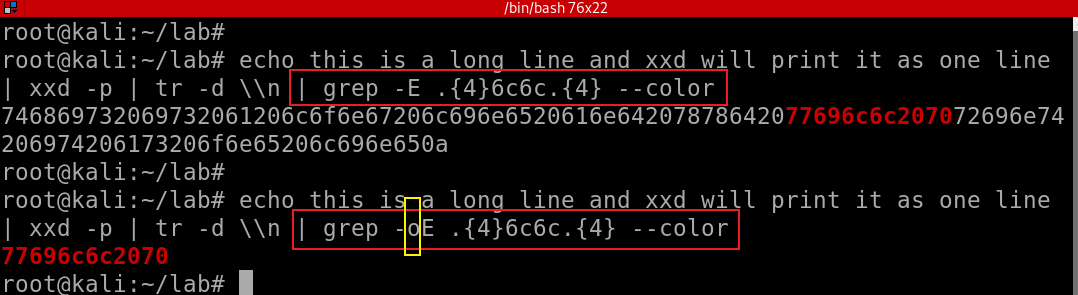 /bin/bash 76x22
root@kali:~/lab#
root@kali:~/lab# echo this is a long line and xxd will print it as one line
| xxd -p | tr -d \\n | grep -E .{4}6c6c.{4} --color
746869732069732061206c6f6e67206c696e6520616e642078786420​77696c6c2070​72696e74
206974206173206f6e65206c696e650a
root@kali:~/lab#
root@kali:~/lab# echo this is a long line and xxd will print it as one line
| xxd -p | tr -d \\n | grep -oE .{4}6c6c.{4} --color
77696c6c2070
root@kali:~/lab#